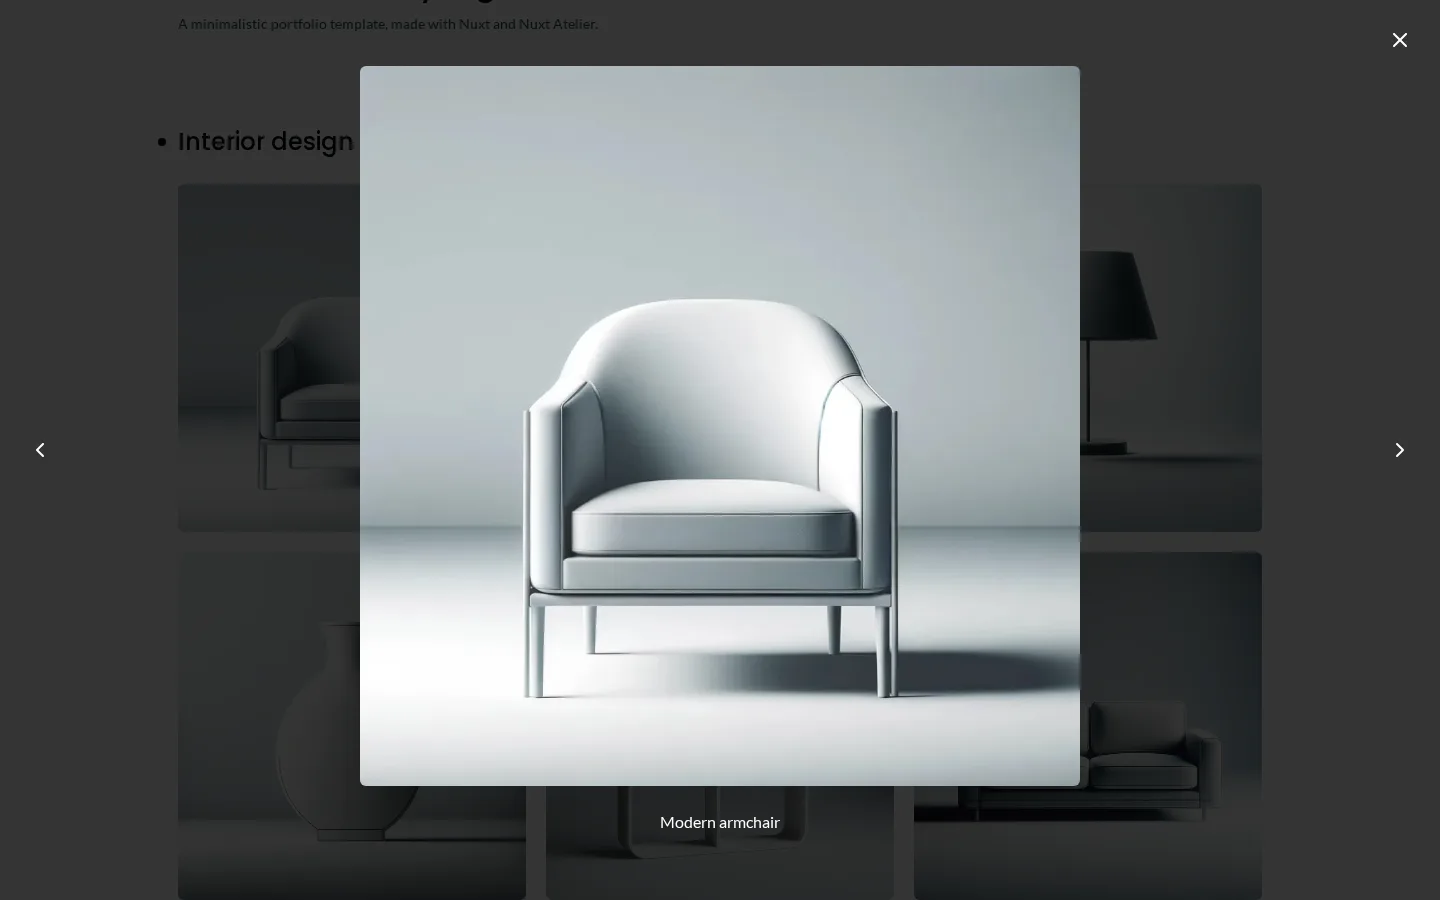 A minimalistic portfolio template, made with Nuxt and Nuxt Atelier.
Interior design
Modern armchair